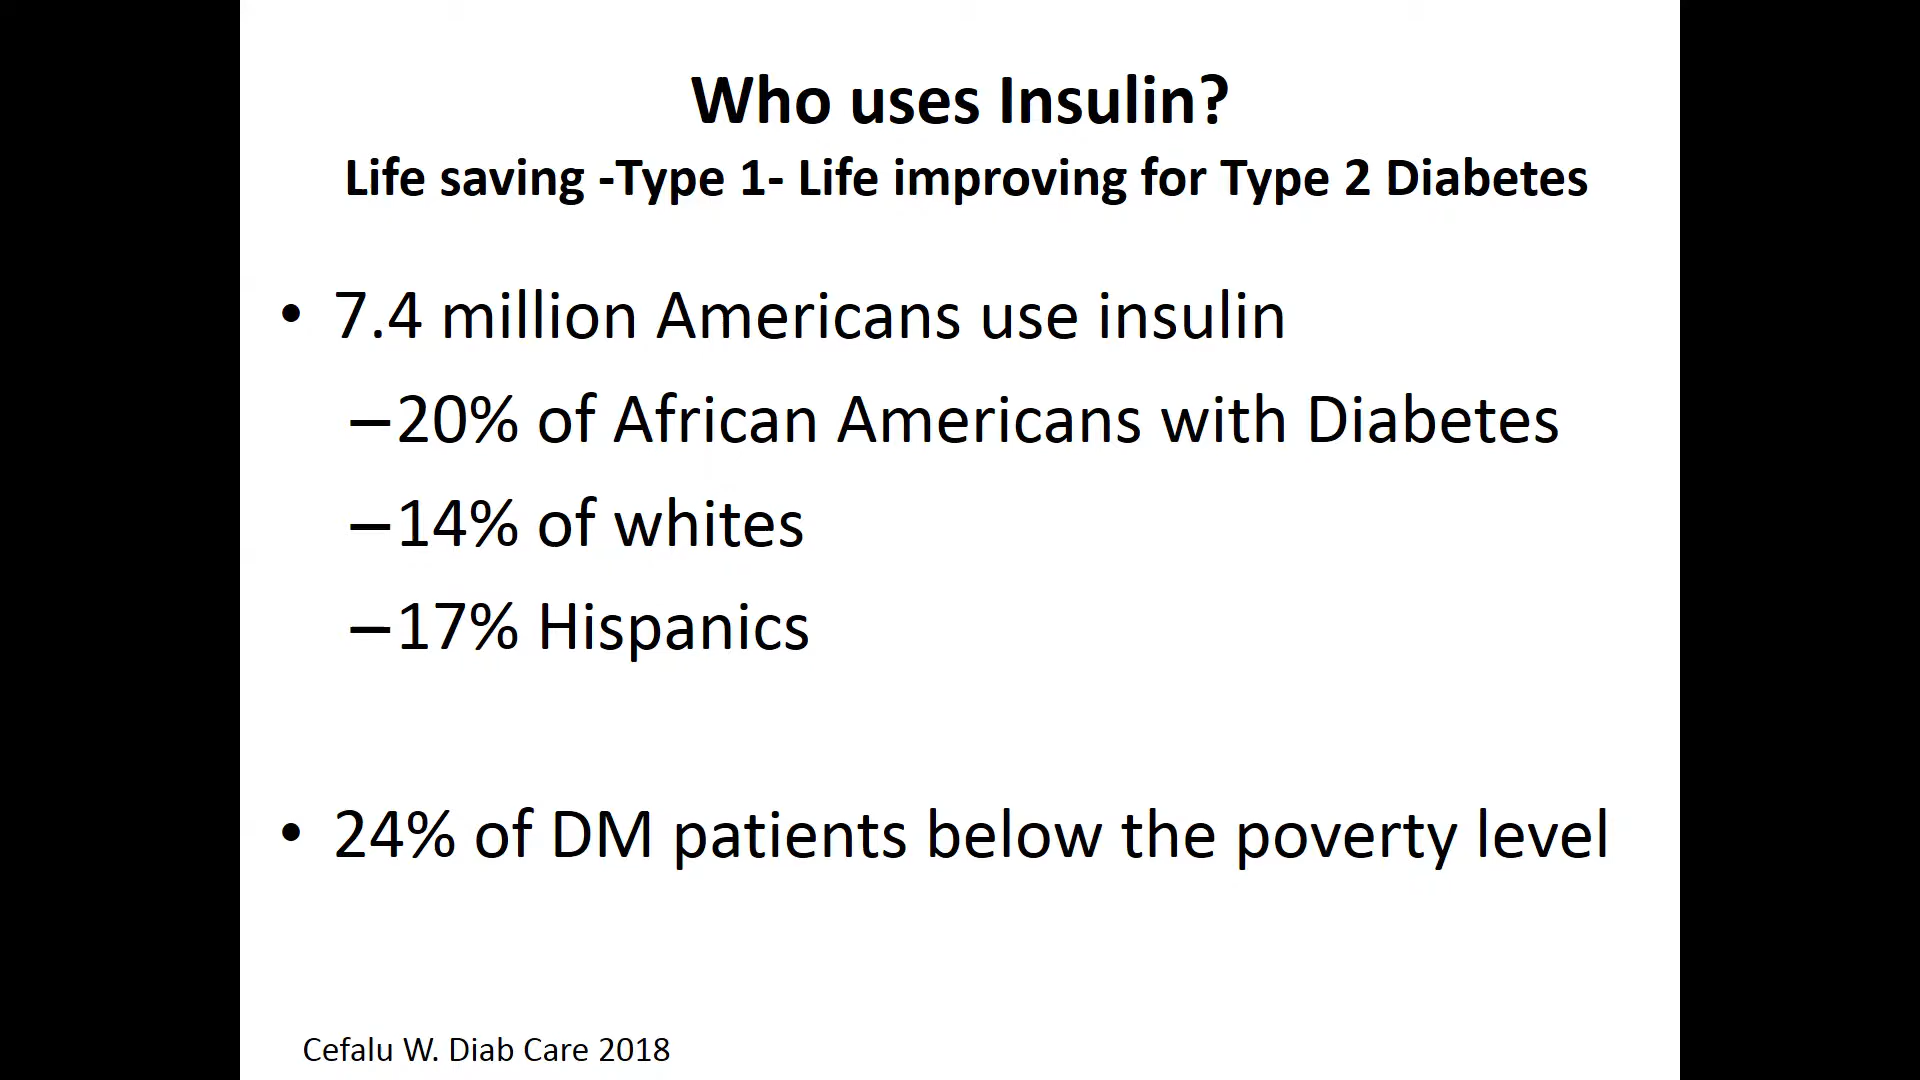 Who uses Insulin?
Life saving -Type 1- Life improving for Type 2 Diabetes
• 7.4 million Americans use insulin
–20% of African Americans with Diabetes
–14% of whites
–17% Hispanics
• 24% of DM patients below the poverty level
Cefalu W. Diab Care 2018